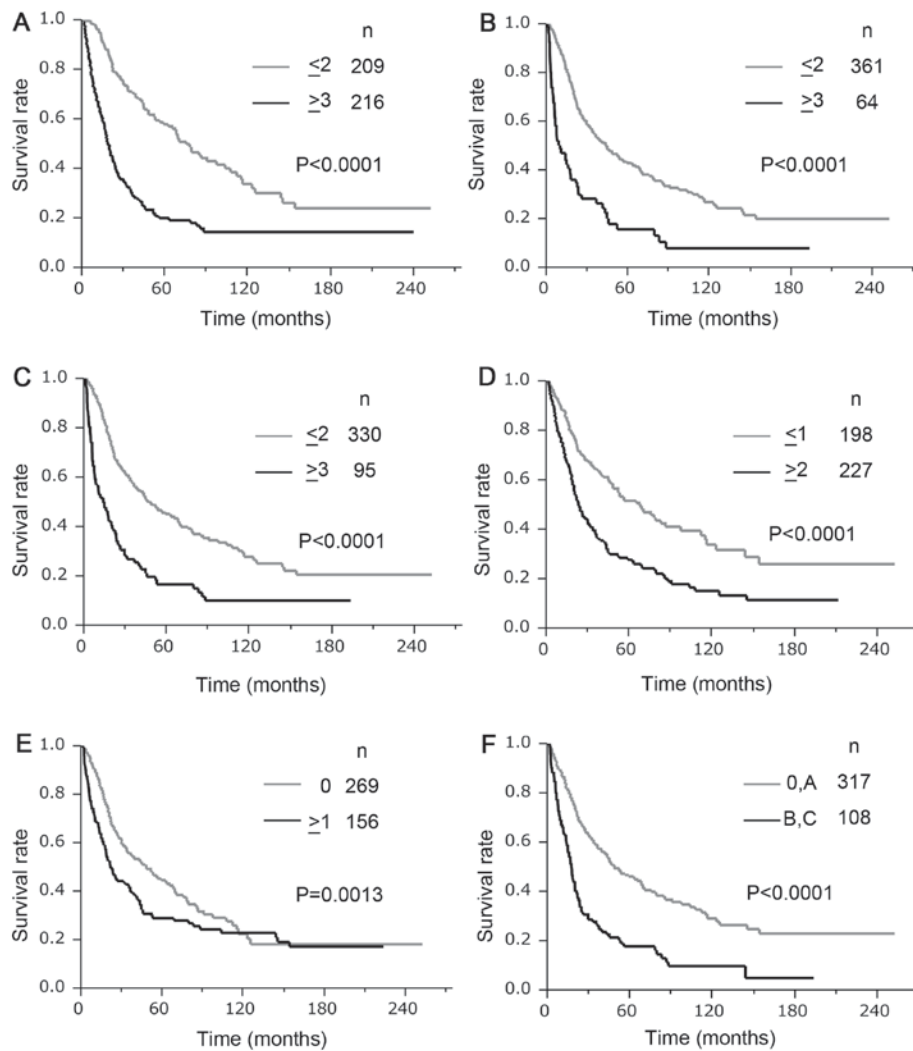 A
n
≤2 209
≥3 216
P<0.0001
Survival rate
1.0
0.8
0.6
0.4
0.2
0.0
0 60 120 180 240
Time (months)
B
n
≤2 361
≥3 64
P<0.0001
Survival rate
1.0
0.8
0.6
0.4
0.2
0.0
0 60 120 180 240
Time (months)
C
n
≤2 330
≥3 95
P<0.0001
Survival rate
1.0
0.8
0.6
0.4
0.2
0.0
0 60 120 180 240
Time (months)
D
n
≤1 198
≥2 227
P<0.0001
Survival rate
1.0
0.8
0.6
0.4
0.2
0.0
0 60 120 180 240
Time (months)
E
n
0 269
≥1 156
P=0.0013
Survival rate
1.0
0.8
0.6
0.4
0.2
0.0
0 60 120 180 240
Time (months)
F
n
0,A 317
B,C 108
P<0.0001
Survival rate
1.0
0.8
0.6
0.4
0.2
0.0
0 60 120 180 240
Time (months)